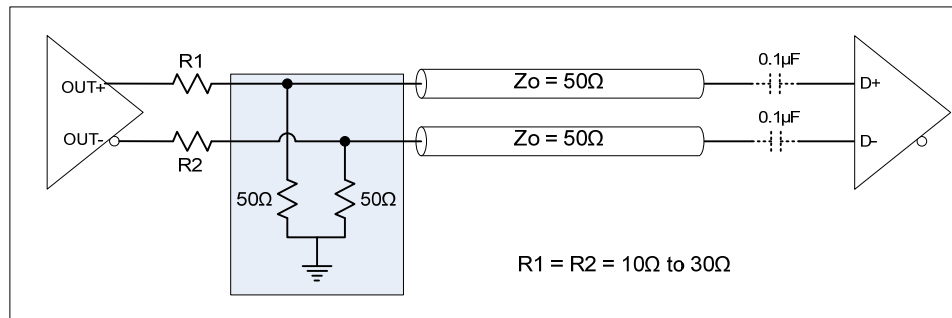 R1
0.1µF
OUT+
Zo = 50Ω
D+
0.1µF
OUT-
Zo = 50Ω
D-
R2
50Ω
50Ω
R1 = R2 = 10Ω to 30Ω